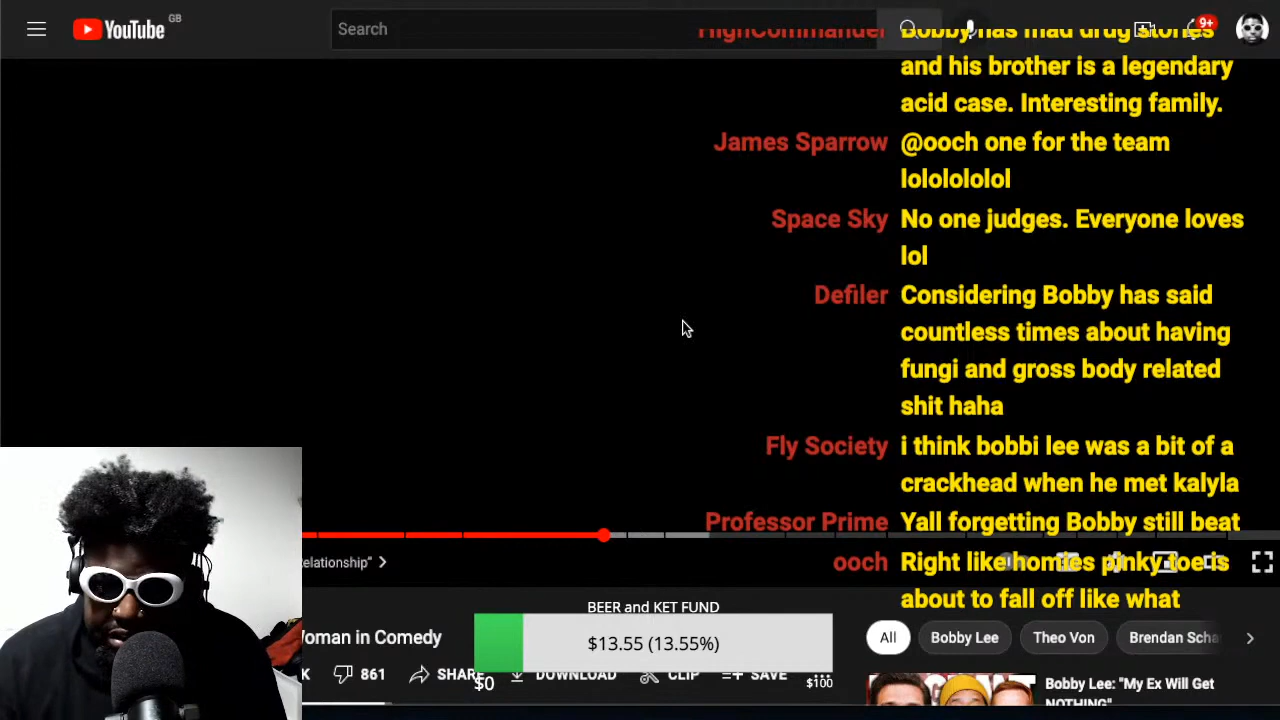 YouTube GB
Search
9+
HighCommander Bobby has mad drug stories
and his brother is a legendary
acid case. Interesting family.
James Sparrow @ooch one for the team
lolololololol
Space Sky No one judges. Everyone loves
lol
Defiler Considering Bobby has said
countless times about having
fungi and gross body related
shit haha
Fly Society i think bobbi lee was a bit of a
crackhead when he met kalyla
Professor Prime Yall forgetting Bobby still beat
ooch Right like homies pinky toe is
about to fall off like what
elationship"
BEER and KET FUND
$13.55 (13.55%)
$0
$100
Woman in Comedy
K 861 SHARE DOWNLOAD CLIP SAVE
All Bobby Lee Theo Von Brendan Scha
Bobby Lee: "My Ex Will Get
NOTHING"